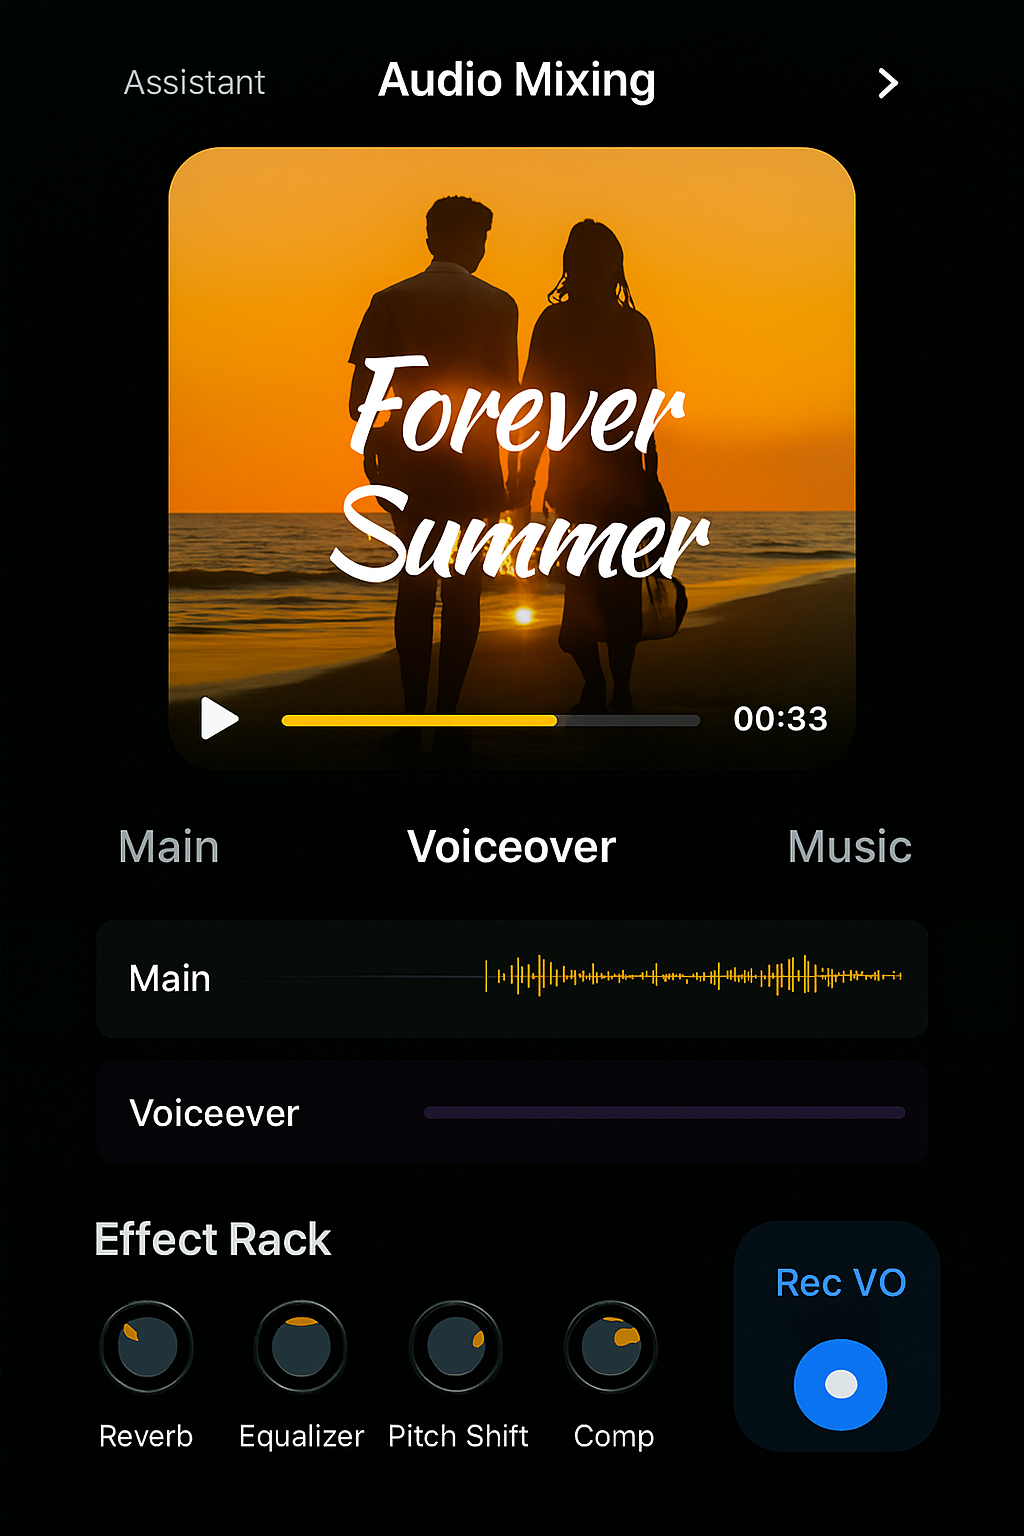 Assistant
Audio Mixing
Forever
Summer
00:33
Main
Voiceover
Music
Main
Voiceever
Effect Rack
Rec VO
Reverb
Equalizer
Pitch Shift
Comp